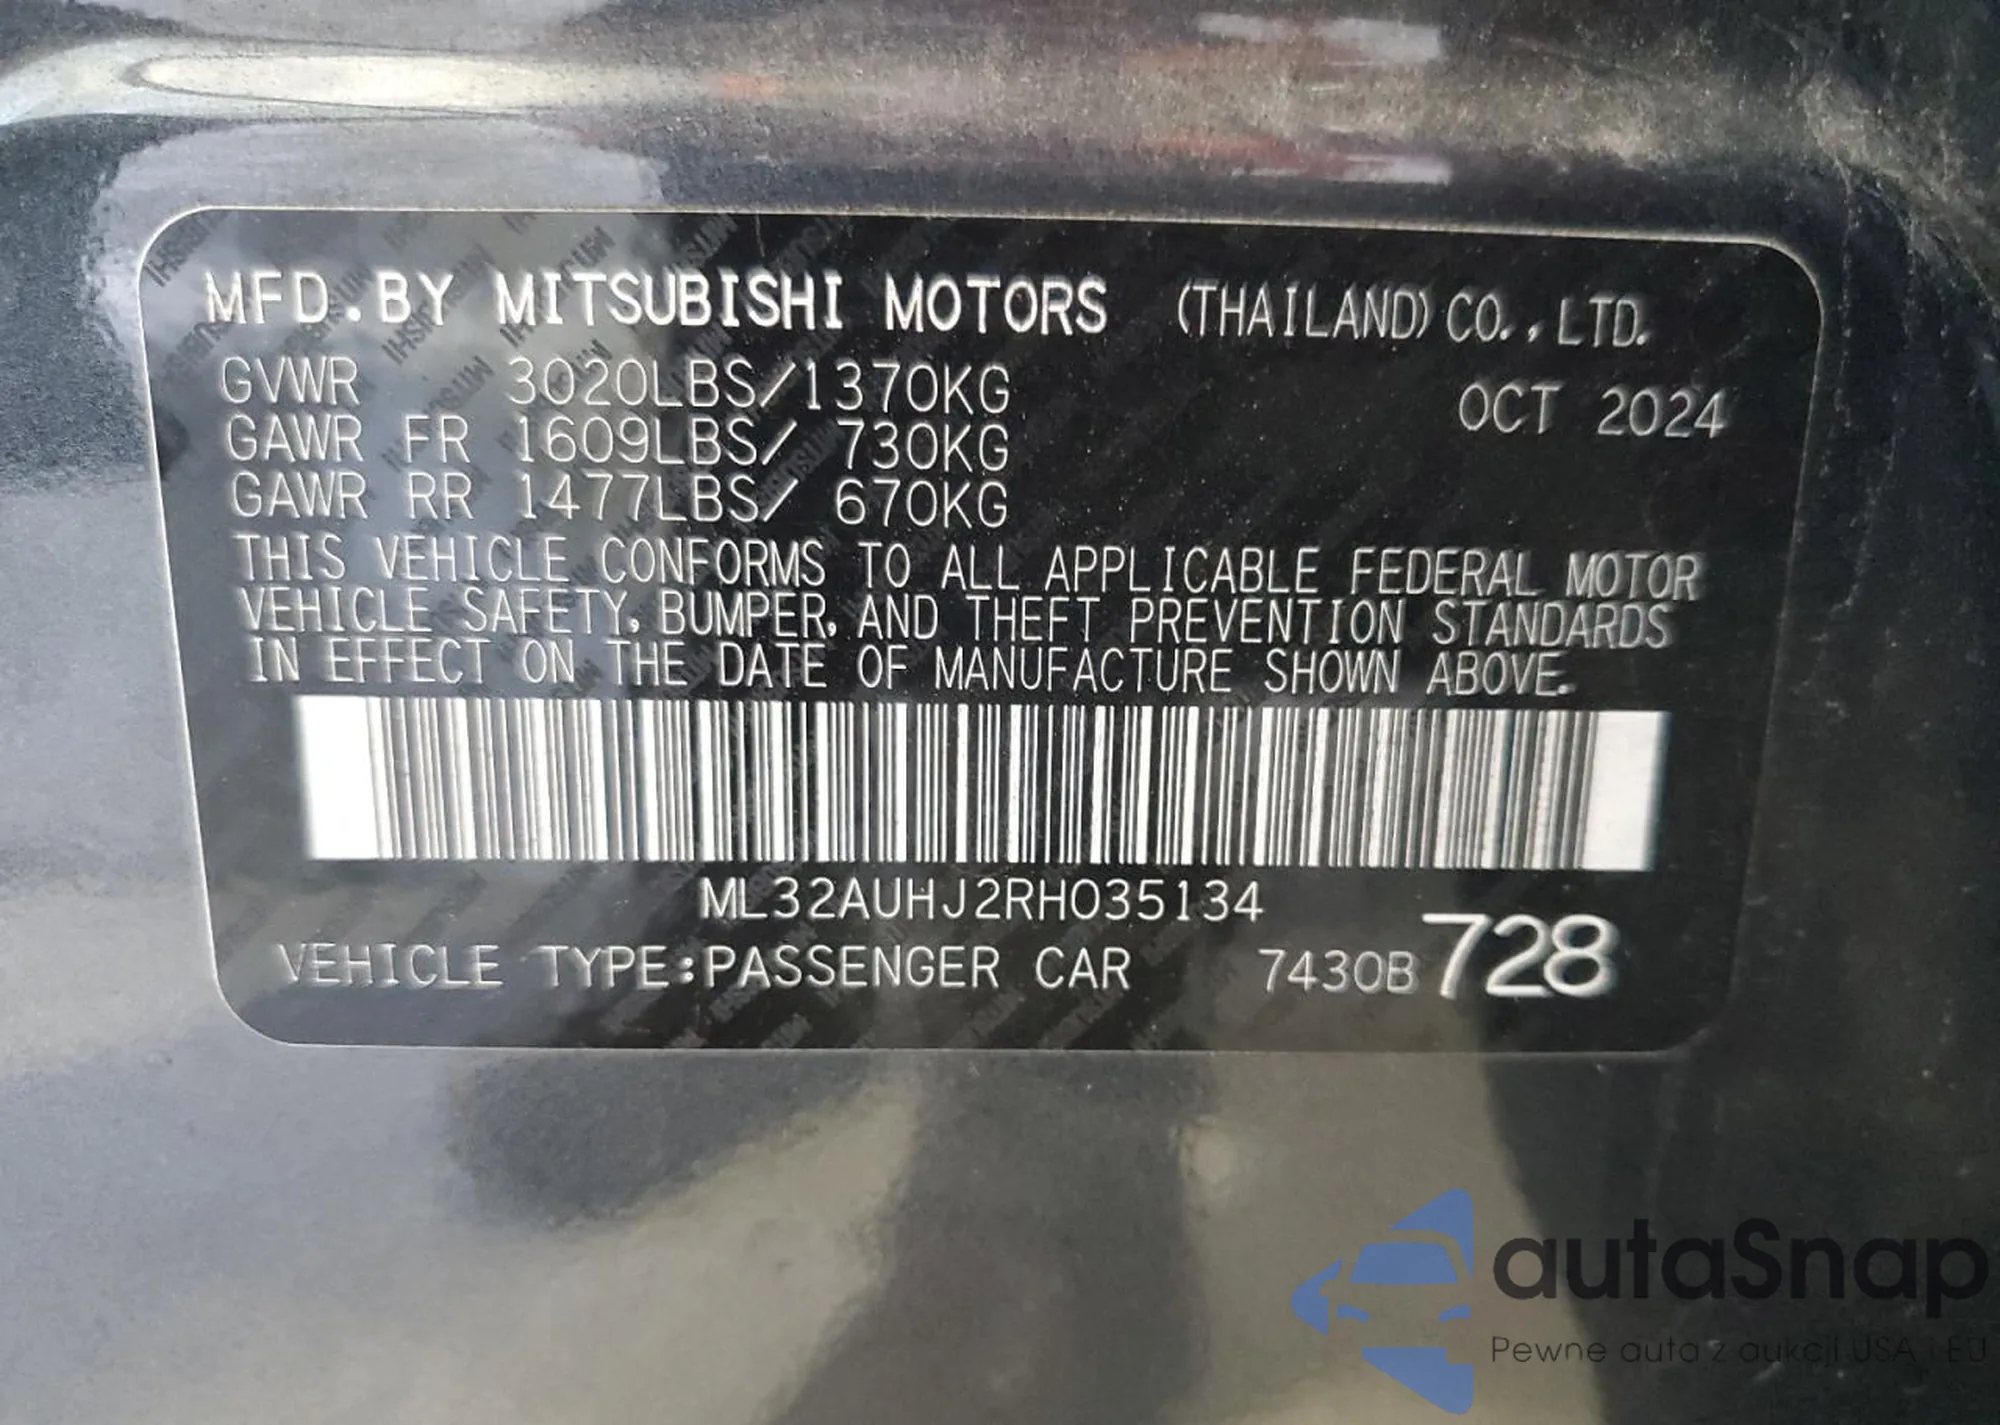 MFD.BY MITSUBISHI MOTORS (THAILAND) CO.,LTD.
GVWR 3020LBS/1370KG OCT 2024
GAWR FR 1609LBS/ 730KG
GAWR RR 1477LBS/ 670KG
THIS VEHICLE CONFORMS TO ALL APPLICABLE FEDERAL MOTOR
VEHICLE SAFETY, BUMPER, AND THEFT PREVENTION STANDARDS
IN EFFECT ON THE DATE OF MANUFACTURE SHOWN ABOVE.
ML32AUHJ2RH035134
VEHICLE TYPE:PASSENGER CAR 7430B 728
autaSnap
Pewne auta z aukcji USA i EU